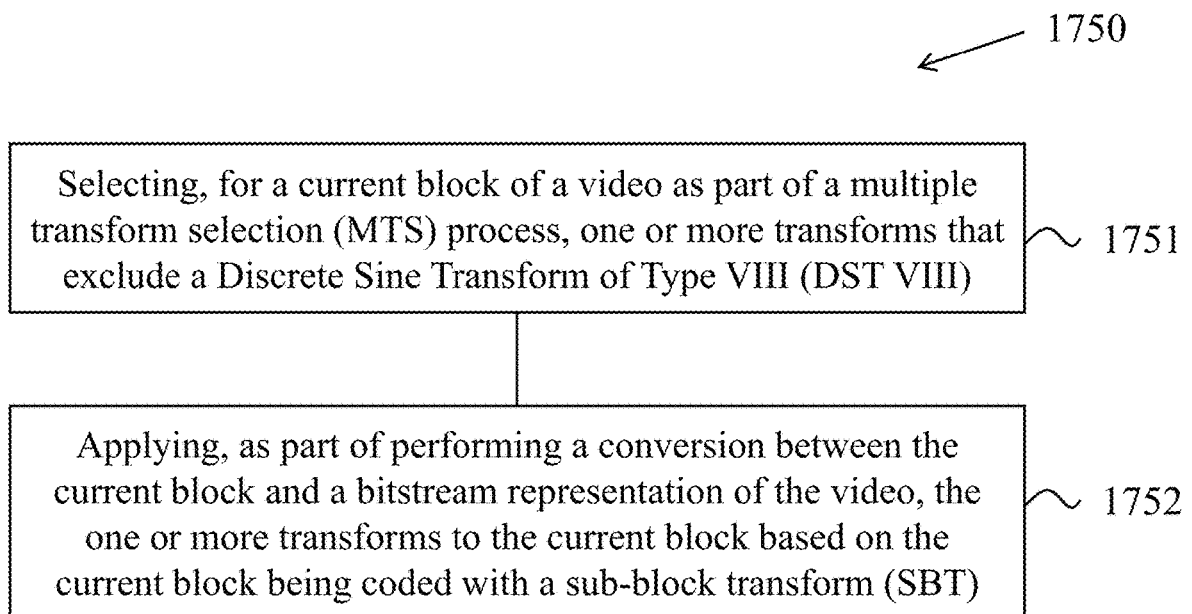 1750
Selecting, for a current block of a video as part of a multiple
transform selection (MTS) process, one or more transforms that
exclude a Discrete Sine Transform of Type VIII (DST VIII)
1751
Applying, as part of performing a conversion between the
current block and a bitstream representation of the video, the
one or more transforms to the current block based on the
current block being coded with a sub-block transform (SBT)
1752